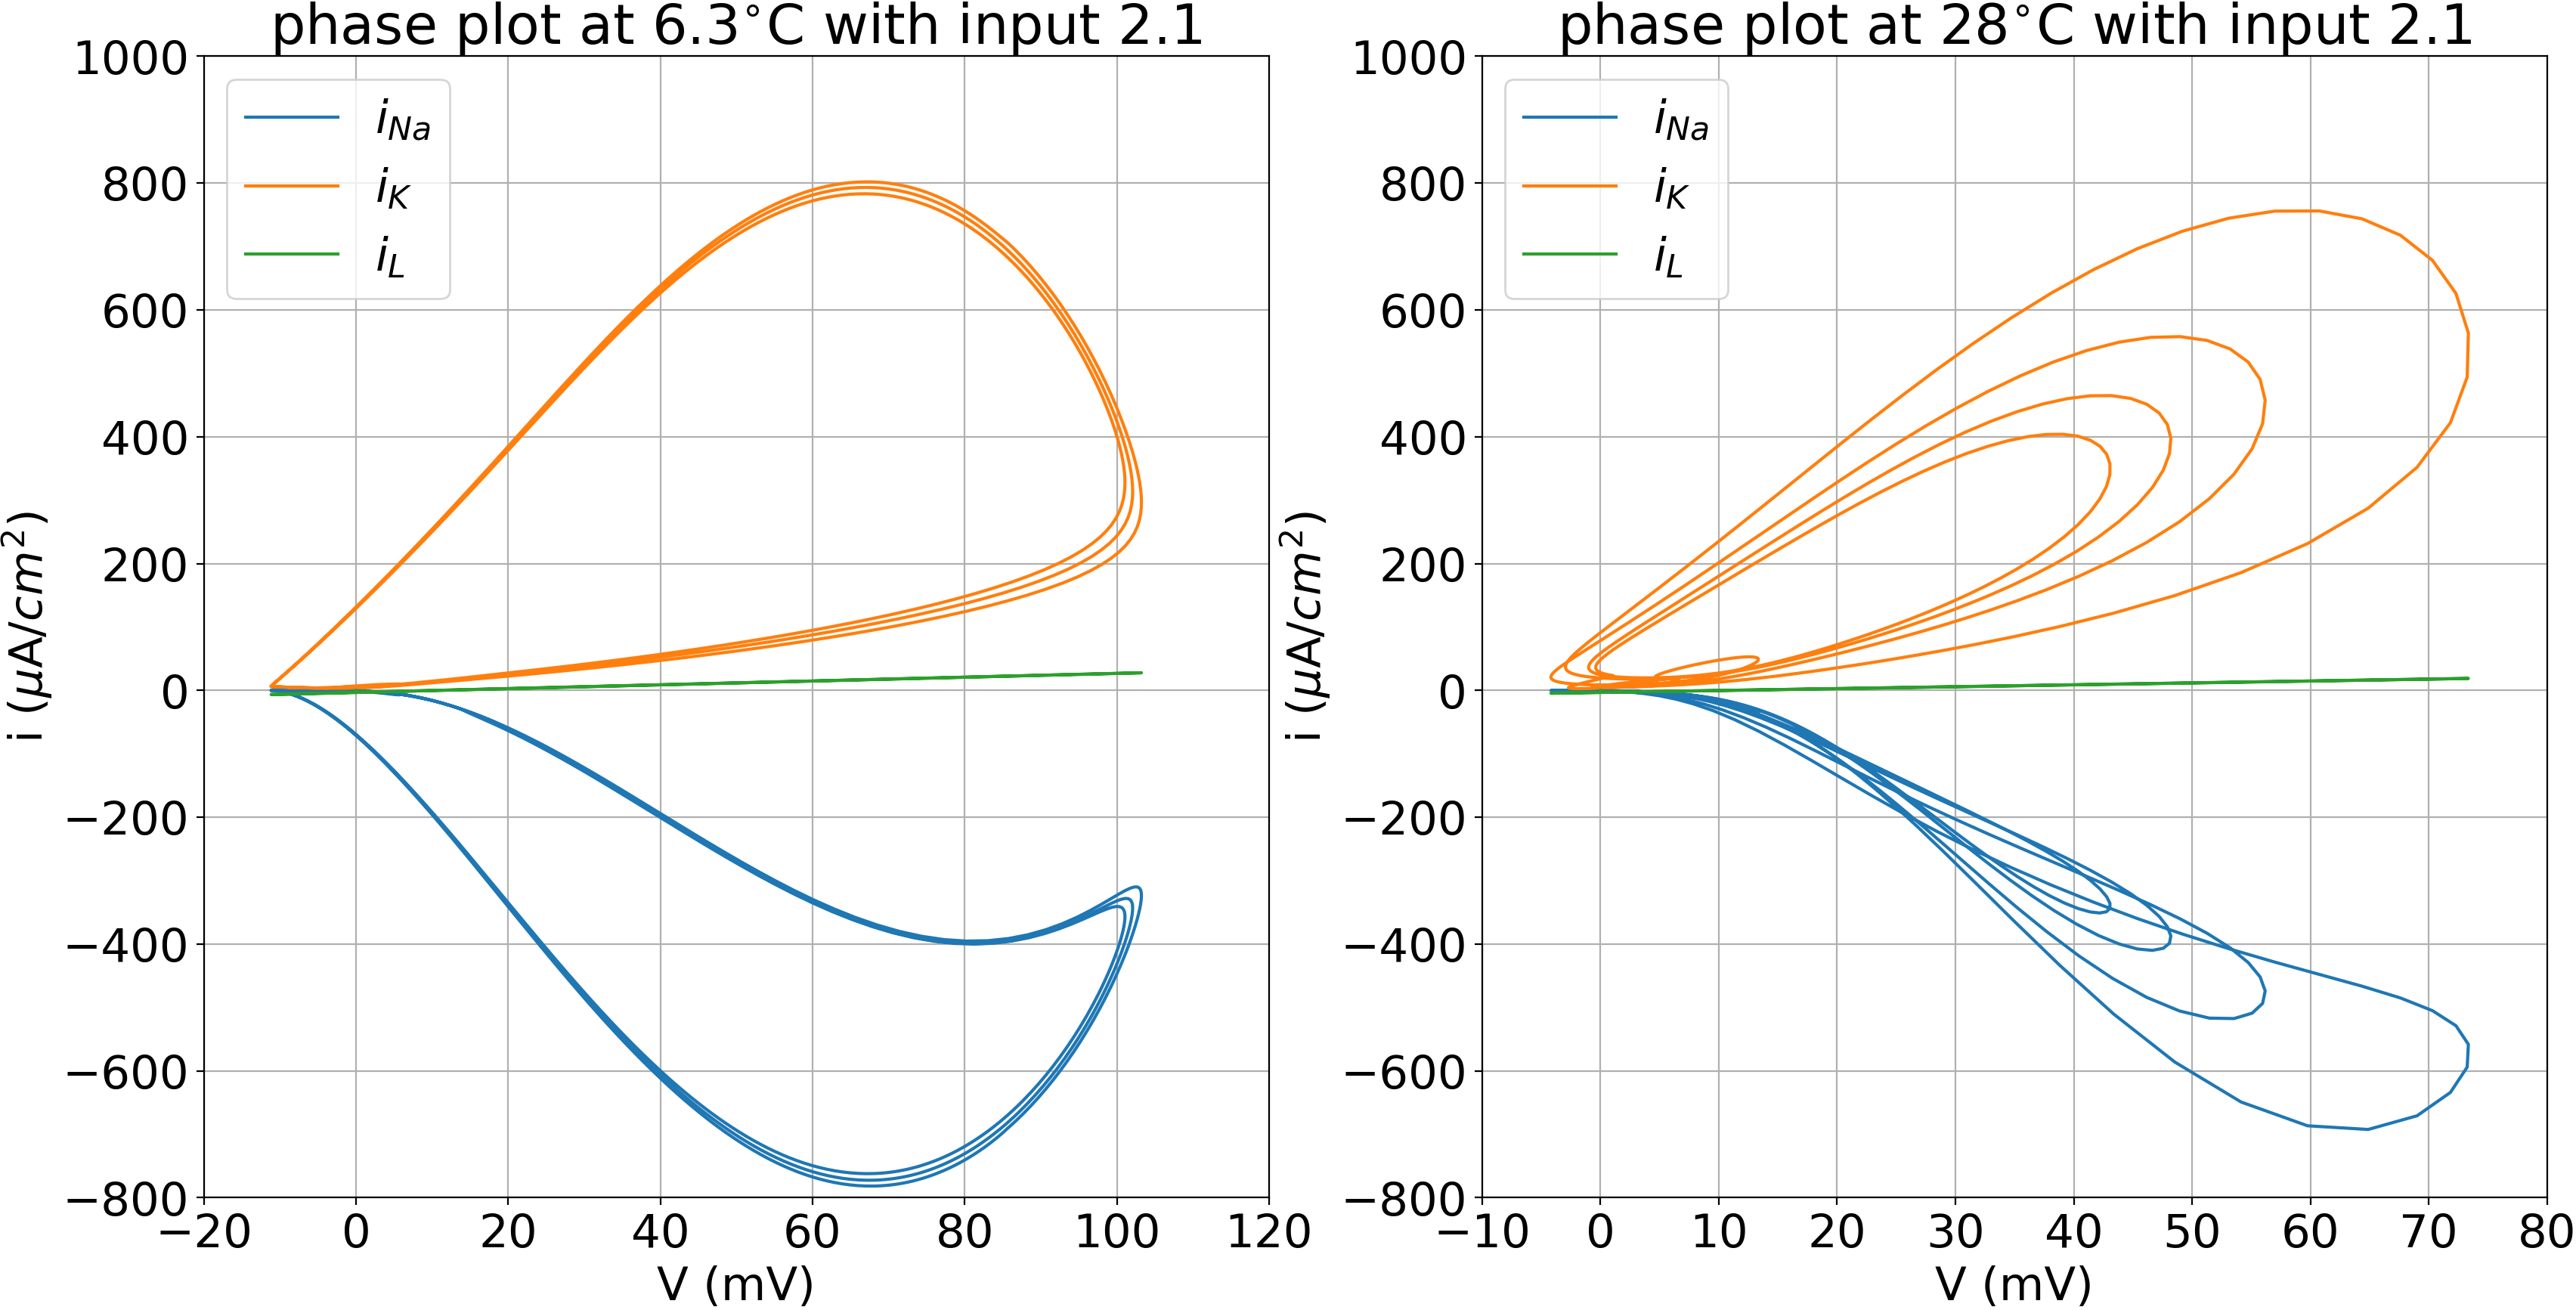 phase plot at 6.3°C with input 2.1
1000
800
600
400
200
0
−200
−400
−600
−800
i (μA/cm²)
i_Na
i_K
i_L
−20 0 20 40 60 80 100 120
V (mV)
phase plot at 28°C with input 2.1
1000
800
600
400
200
0
−200
−400
−600
−800
i (μA/cm²)
i_Na
i_K
i_L
−10 0 10 20 30 40 50 60 70 80
V (mV)